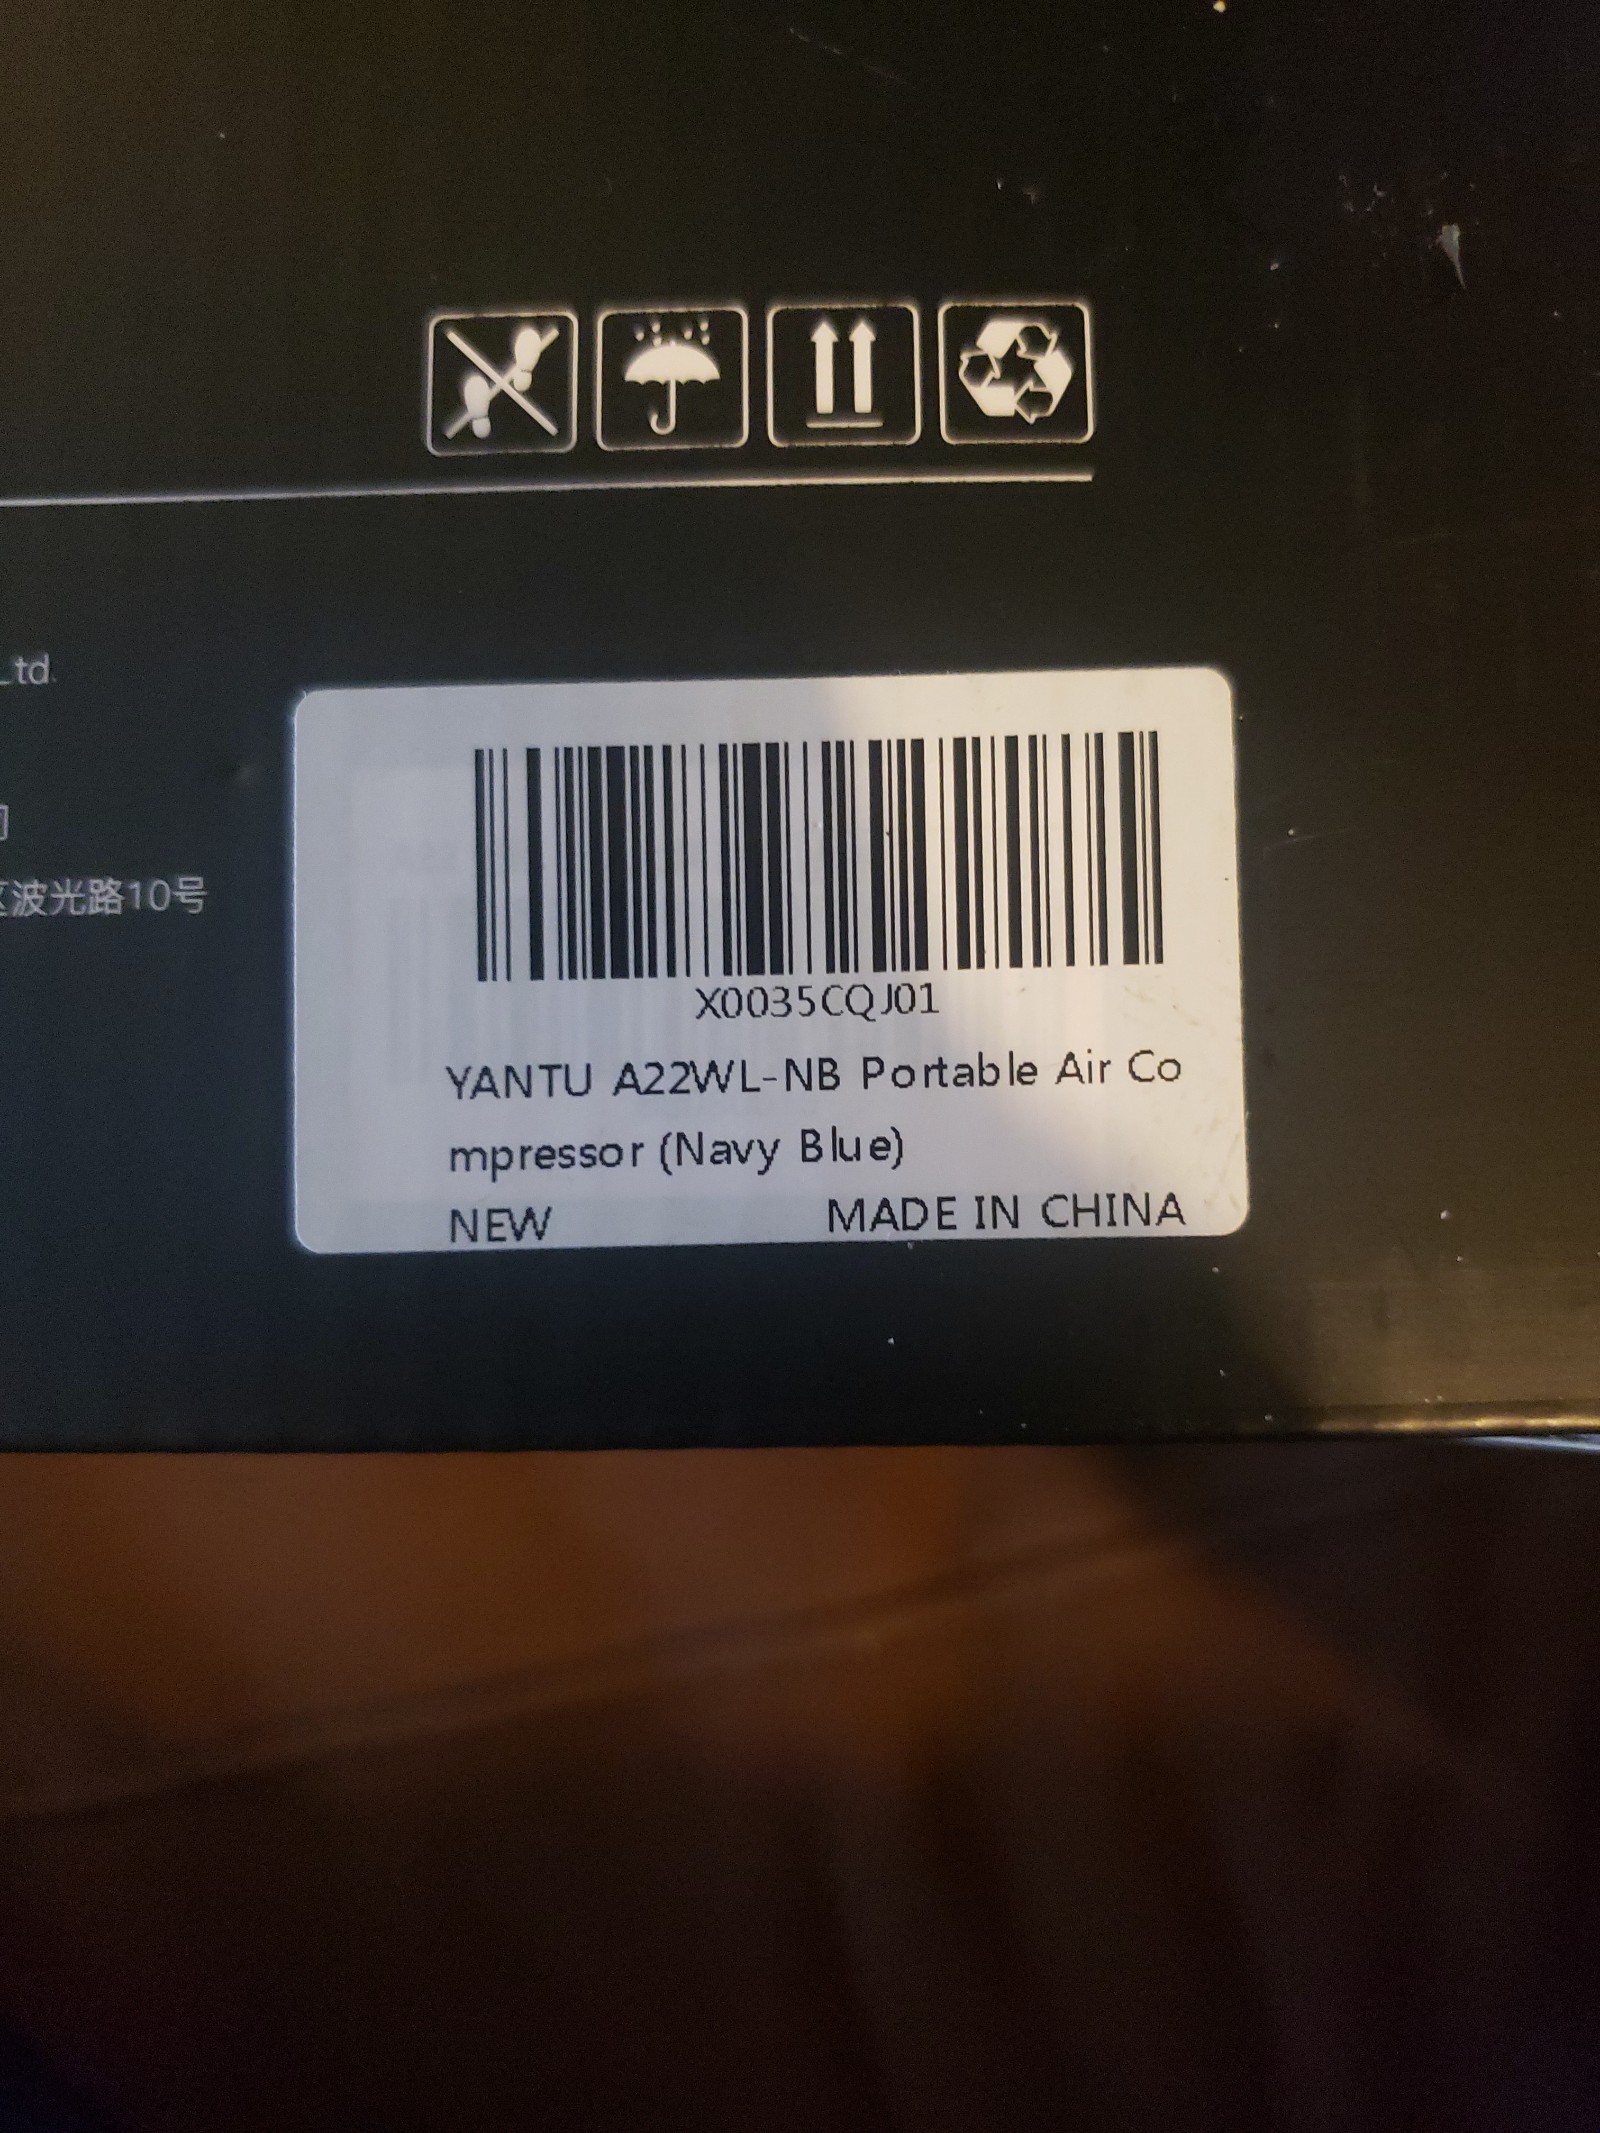 Ltd.
波光路10号
X0035CQJ01
YANTU A22WL-NB Portable Air Co
mpressor (Navy Blue)
NEW MADE IN CHINA